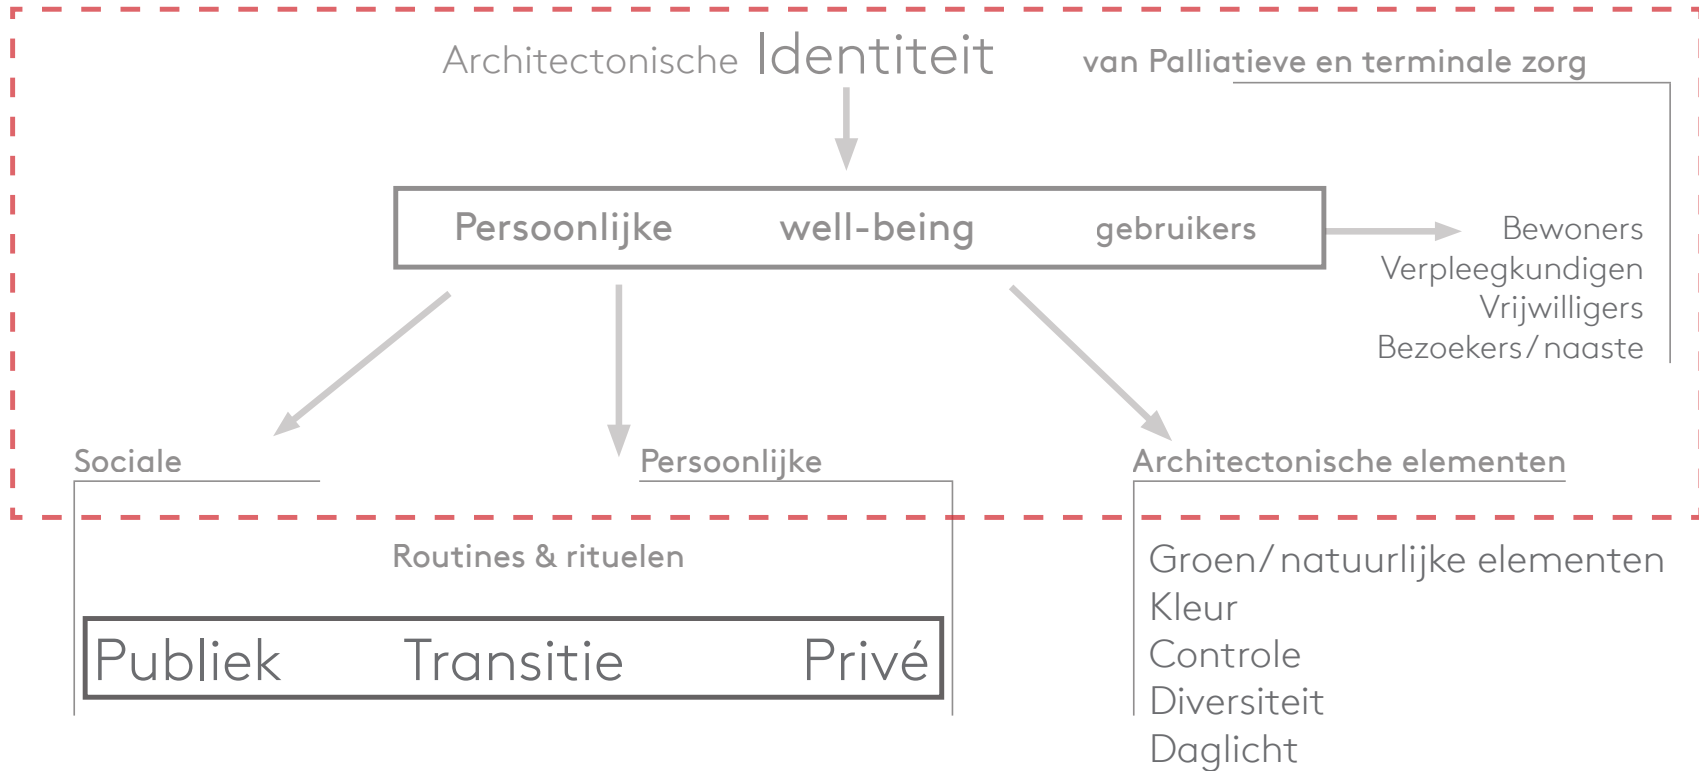 Architectonische Identiteit van Palliatieve en terminale zorg
Persoonlijke well-being gebruikers
Bewoners
Verpleegkundigen
Vrijwilligers
Bezoekers/naaste
Sociale
Persoonlijke
Architectonische elementen
Routines & rituelen
Publiek Transitie Privé
Groen/natuurlijke elementen
Kleur
Controle
Diversiteit
Daglicht